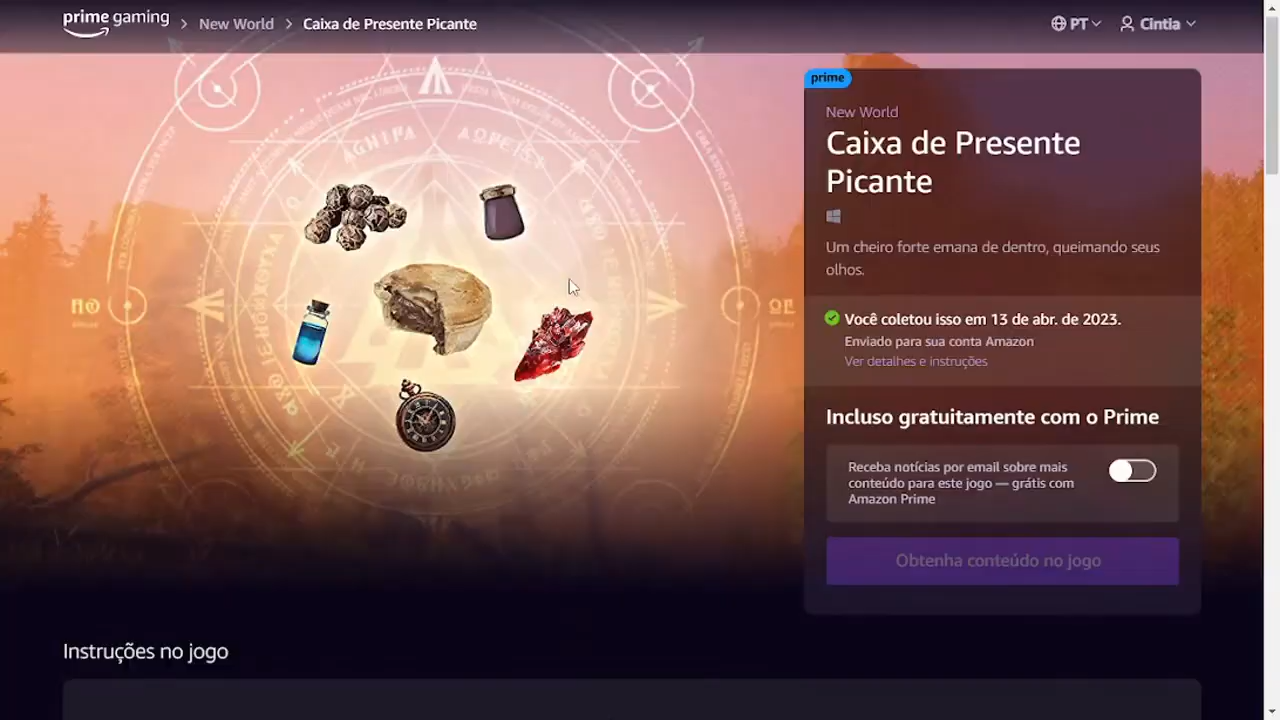 prime gaming
New World
Caixa de Presente Picante
PT
Cintia
prime
New World
Caixa de Presente
Picante
Um cheiro forte emana de dentro, queimando seus
olhos.
Você coletou isso em 13 de abr. de 2023.
Enviado para sua conta Amazon
Ver detalhes e instruções
Incluso gratuitamente com o Prime
Receba notícias por email sobre mais
conteúdo para este jogo — grátis com
Amazon Prime
Obtenha conteúdo no jogo
Instruções no jogo